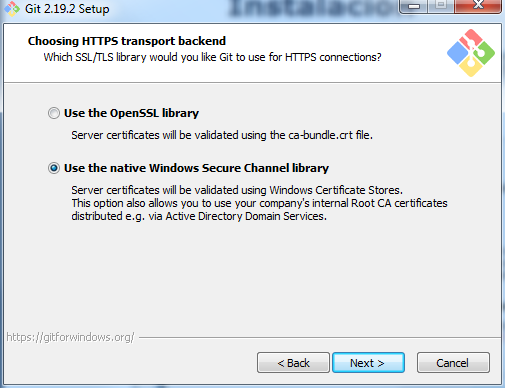 Instalación
Git 2.19.2 Setup
Choosing HTTPS transport backend
Which SSL/TLS library would you like Git to use for HTTPS connections?
Use the OpenSSL library
Server certificates will be validated using the ca-bundle.crt file.
Use the native Windows Secure Channel library
Server certificates will be validated using Windows Certificate Stores.
This option also allows you to use your company's internal Root CA certificates
distributed e.g. via Active Directory Domain Services.
https://gitforwindows.org/
< Back
Next >
Cancel